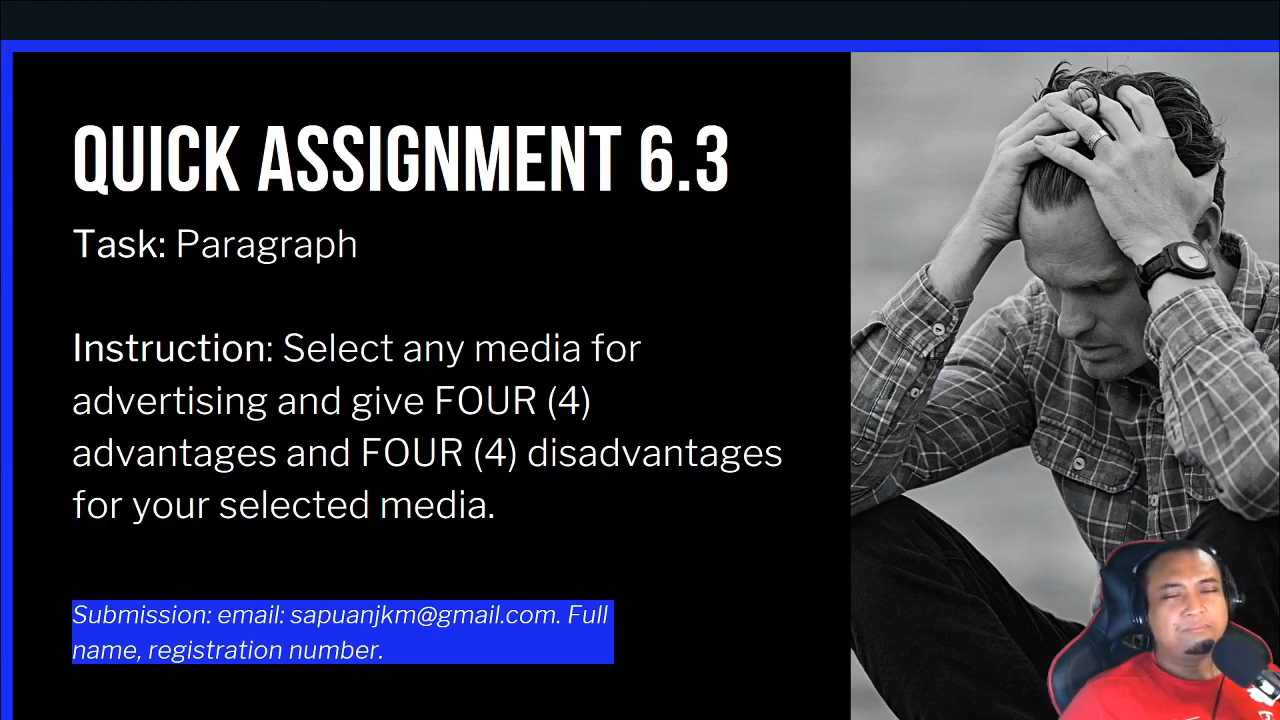 QUICK ASSIGNMENT 6.3
Task: Paragraph
Instruction: Select any media for
advertising and give FOUR (4)
advantages and FOUR (4) disadvantages
for your selected media.
Submission: email: sapuanjkm@gmail.com. Full
name, registration number.